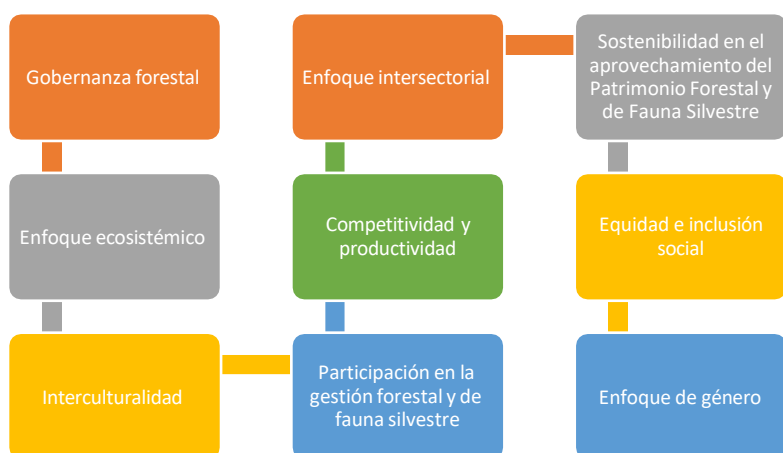 Gobernanza forestal
Enfoque ecosistémico
Interculturalidad
Participación en la
gestión forestal y de
fauna silvestre
Competitividad y
productividad
Enfoque intersectorial
Sostenibilidad en el
aprovechamiento del
Patrimonio Forestal y
de Fauna Silvestre
Equidad e inclusión
social
Enfoque de género